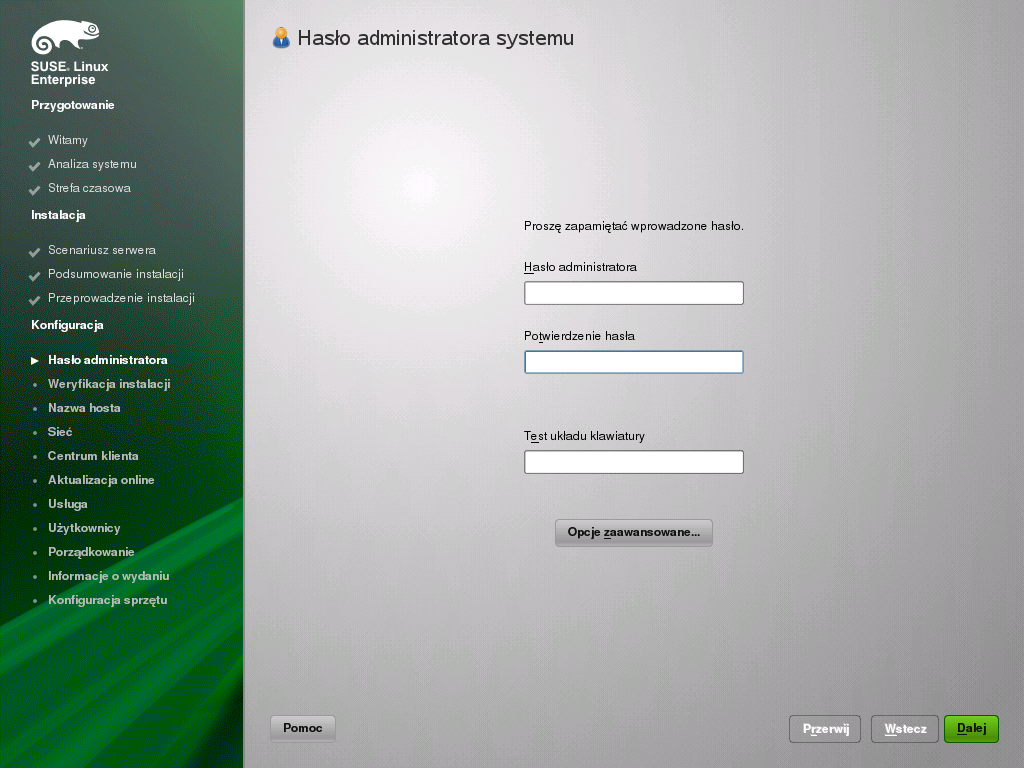 SUSE® Linux
Enterprise
Przygotowanie
Witamy
Analiza systemu
Strefa czasowa
Instalacja
Scenariusz serwera
Podsumowanie instalacji
Przeprowadzenie instalacji
Konfiguracja
Hasło administratora
Weryfikacja instalacji
Nazwa hosta
Sieć
Centrum klienta
Aktualizacja online
Usługa
Użytkownicy
Porządkowanie
Informacje o wydaniu
Konfiguracja sprzętu
Hasło administratora systemu
Proszę zapamiętać wprowadzone hasło.
Hasło administratora
Potwierdzenie hasła
Test układu klawiatury
Opcje zaawansowane...
Pomoc
Przerwij
Wstecz
Dalej